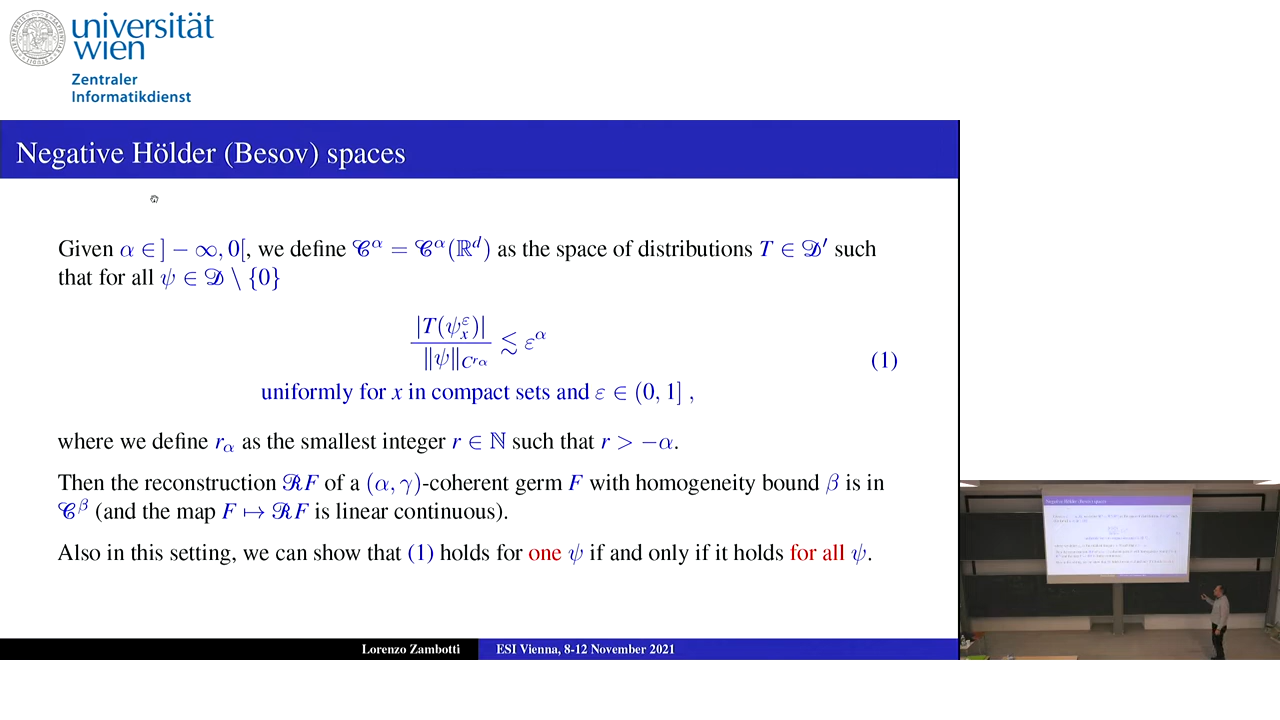 universität
wien
Zentraler
Informatikdienst
Negative Hölder (Besov) spaces
Given α ∈ ] − ∞, 0[, we define 𝒞^α = 𝒞^α(ℝ^d) as the space of distributions T ∈ 𝒟′ such
that for all ψ ∈ 𝒟 \ {0}
|T(ψ_x^ε)| / ‖ψ‖_{C^{r_α}} ≲ ε^α
(1)
uniformly for x in compact sets and ε ∈ (0, 1] ,
where we define r_α as the smallest integer r ∈ ℕ such that r > −α.
Then the reconstruction ℛF of a (α, γ)-coherent germ F with homogeneity bound β is in
𝒞^β (and the map F ↦ ℛF is linear continuous).
Also in this setting, we can show that (1) holds for one ψ if and only if it holds for all ψ.
Lorenzo Zambotti
ESI Vienna, 8-12 November 2021
Negative Hölder (Besov) spaces